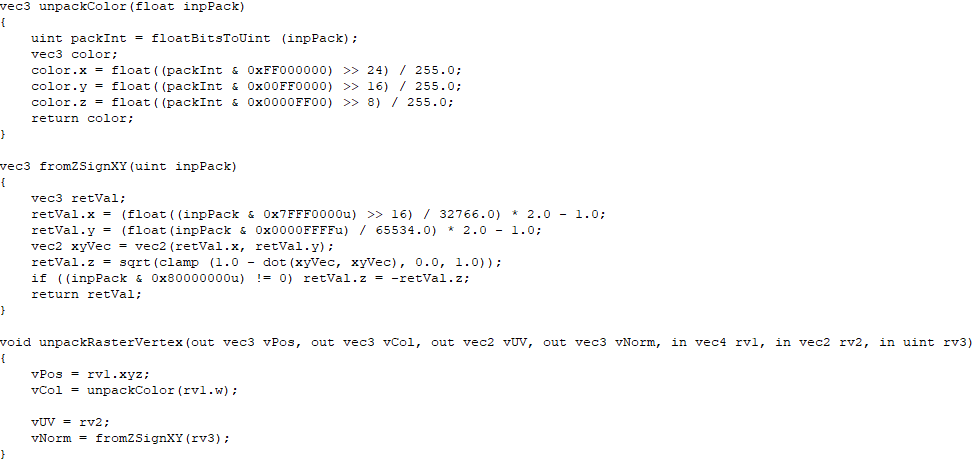 vec3 unpackColor(float inpPack)
{
    uint packInt = floatBitsToUint (inpPack);
    vec3 color;
    color.x = float((packInt & 0xFF000000) >> 24) / 255.0;
    color.y = float((packInt & 0x00FF0000) >> 16) / 255.0;
    color.z = float((packInt & 0x0000FF00) >> 8) / 255.0;
    return color;
}

vec3 fromZSignXY(uint inpPack)
{
    vec3 retVal;
    retVal.x = (float((inpPack & 0x7FFF0000u) >> 16) / 32766.0) * 2.0 - 1.0;
    retVal.y = (float(inpPack & 0x0000FFFFu) / 65534.0) * 2.0 - 1.0;
    vec2 xyVec = vec2(retVal.x, retVal.y);
    retVal.z = sqrt(clamp (1.0 - dot(xyVec, xyVec), 0.0, 1.0));
    if ((inpPack & 0x80000000u) != 0) retVal.z = -retVal.z;
    return retVal;
}

void unpackRasterVertex(out vec3 vPos, out vec3 vCol, out vec2 vUV, out vec3 vNorm, in vec4 rv1, in vec2 rv2, in uint rv3)
{
    vPos = rv1.xyz;
    vCol = unpackColor(rv1.w);

    vUV = rv2;
    vNorm = fromZSignXY(rv3);
}